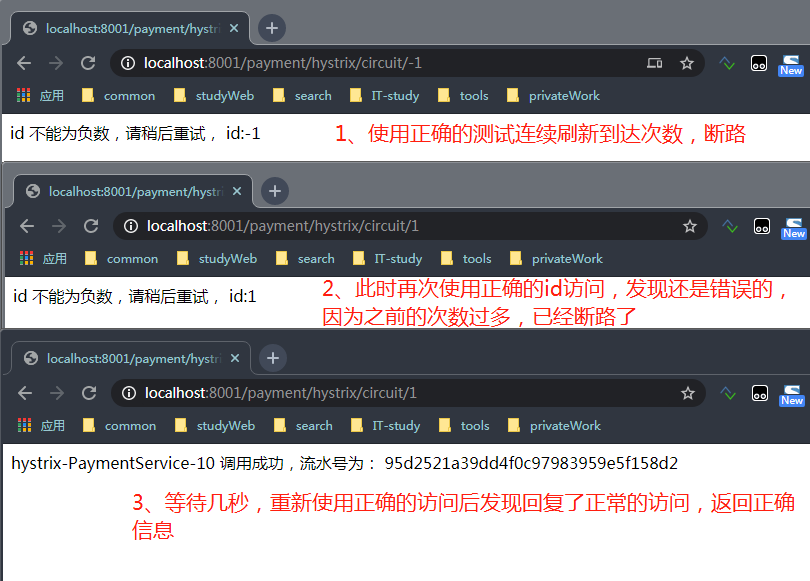 localhost:8001/payment/hystri
localhost:8001/payment/hystrix/circuit/-1
New
应用 common studyWeb search IT-study tools privateWork
id 不能为负数，请稍后重试， id:-1
1、使用正确的测试连续刷新到达次数，断路
localhost:8001/payment/hystri
localhost:8001/payment/hystrix/circuit/1
New
应用 common studyWeb search IT-study tools privateWork
id 不能为负数，请稍后重试， id:1
2、此时再次使用正确的id访问，发现还是错误的，
因为之前的次数过多，已经断路了
localhost:8001/payment/hystri
localhost:8001/payment/hystrix/circuit/1
New
应用 common studyWeb search IT-study tools privateWork
hystrix-PaymentService-10 调用成功，流水号为： 95d2521a39dd4f0c97983959e5f158d2
3、等待几秒，重新使用正确的访问后发现回复了正常的访问，返回正确
信息